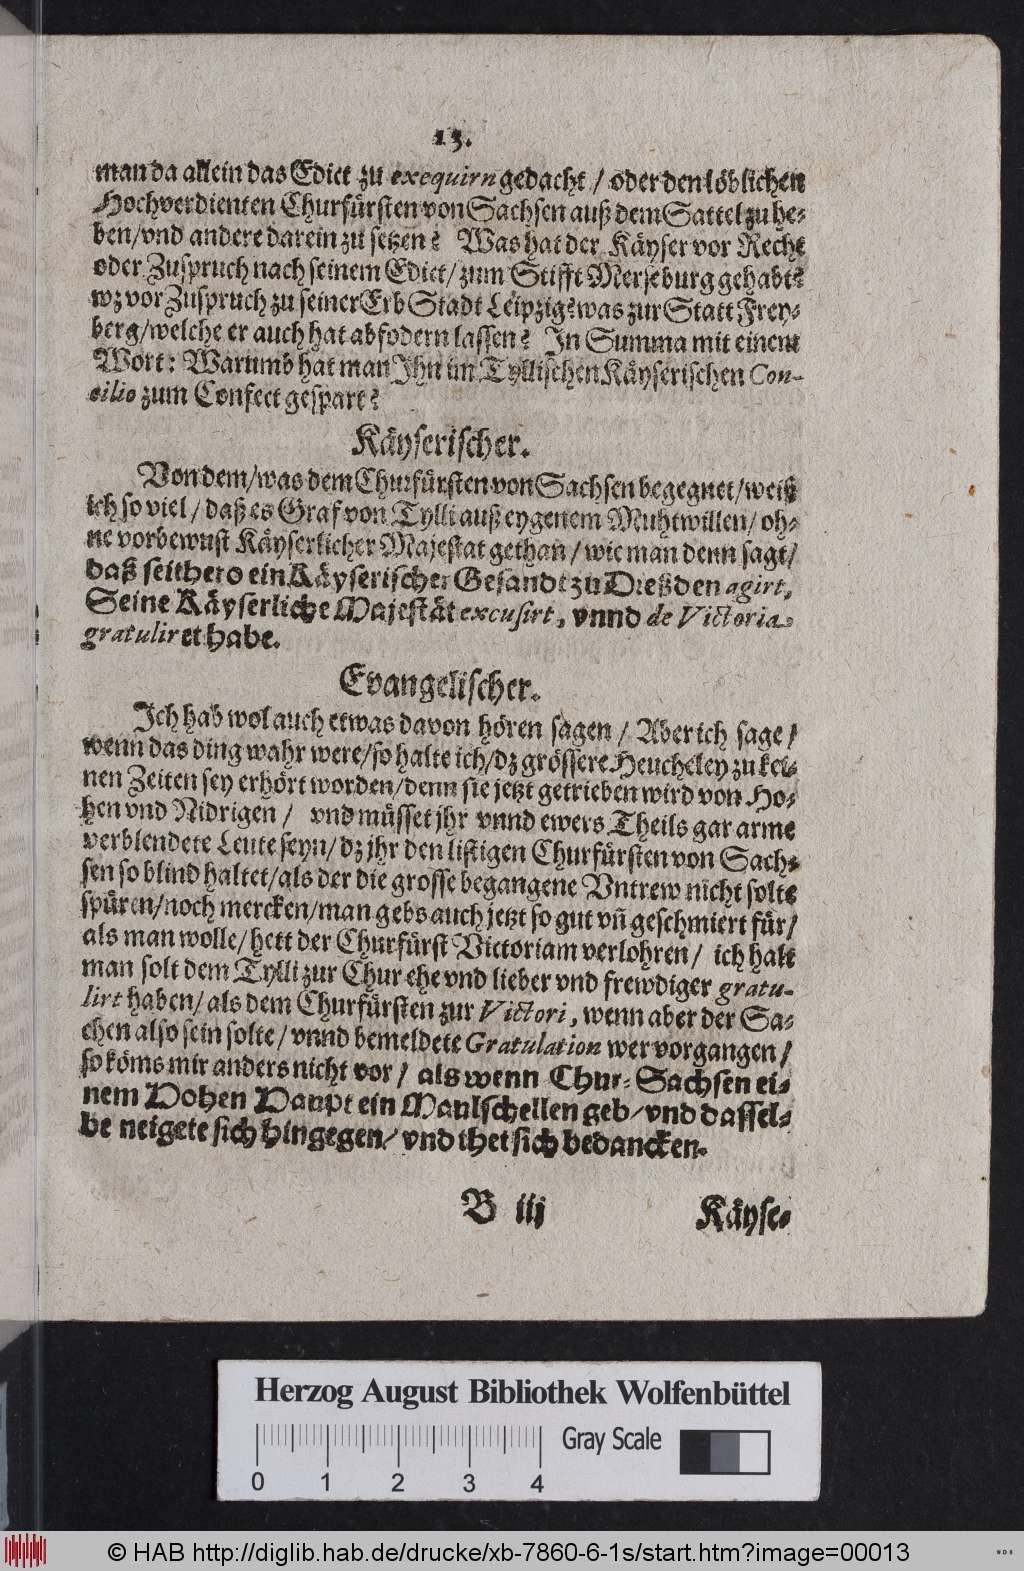 13.
man da allein das Edict zu exequirn gedacht / oder den löblichen
Hochverdienten Churfürsten von Sachsen auß dem Sattel zu he-
ben / vnd andere darein zu setzen? Was hat der Käyser vor Recht
oder Zuspruch nach seinem Edict / zum Stifft Merseburg gehabt?
wz vor Zuspruch zu seiner Erb Stadt Leipzig? was zur Statt Frey-
berg / welche er auch hat abfodern lassen? In Summa mit einem
Wort: Warumb hat man Ihn im Tyllischen Käyserischen Con-
cilio zum Confect gespart?
Käyserischer.
Von dem / was dem Churfürsten von Sachsen begegnet / weiß
ich so viel / daß es Graf von Tylli auß eygenem Muhtwillen / oh-
ne vorbewust Käyserlicher Majestat gethan / wie man denn sagt /
daß seithero ein Käyserischer Gesandt zu Dreßden agirt,
Seine Käyserliche Majestät excusirt, vnnd de Victoria
gratuliret habe.
Evangelischer.
Ich hab wol auch etwas davon hören sagen / Aber ich sage /
wenn das ding wahr were / so halte ich / dz grössere Heucheley zu kei-
nen Zeiten sey erhört worden / denn sie jetzt getrieben wird von Ho-
hen vnd Nidrigen / vnd müsset jhr vnnd ewers Theils gar arme
verblendete Leute seyn / dz jhr den listigen Churfürsten von Sach-
sen so blind haltet / als der die grosse begangene Vntrew nicht solte
spüren / noch mercken / man gebs auch jetzt so gut vñ geschmiert für /
als man wolle / hett der Churfürst Victoriam verlohren / ich halt
man solt dem Tylli zur Chur ehe vnd lieber vnd frewdiger gratu-
lirt haben / als dem Churfürsten zur Victori, wenn aber der Sa-
chen also sein solte / vnnd bemeldete Gratulation wer vorgangen /
so köms mir anders nicht vor / als wenn Chur-Sachsen ei-
nem Hohen Haupt ein Maulschellen geb / vnd dassel-
be neigete sich hingegen / vnd thet sich bedancken.
B iij Käyse-
Herzog August Bibliothek Wolfenbüttel
Gray Scale
0 1 2 3 4
© HAB http://diglib.hab.de/drucke/xb-7860-6-1s/start.htm?image=00013